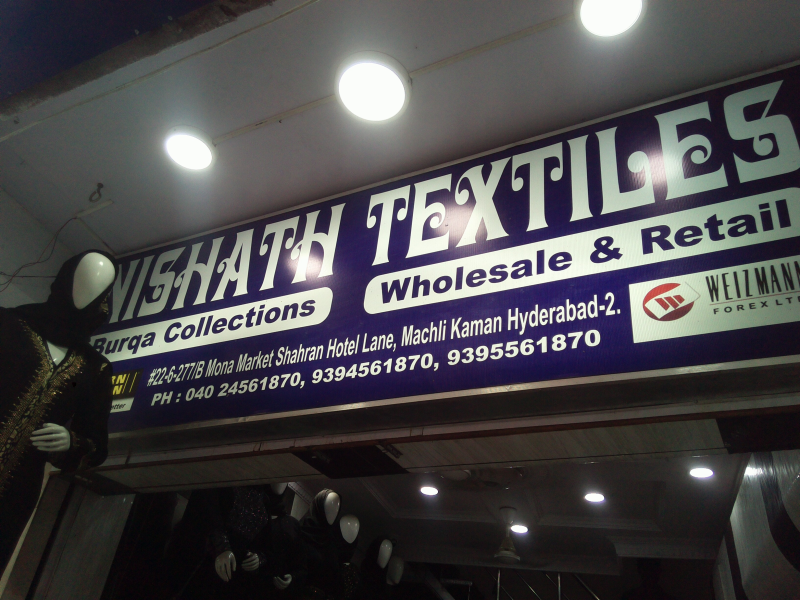 NISHATH TEXTILES
Burqa Collections
Wholesale & Retail
#22-6-277/B Mona Market Shahran Hotel Lane, Machli Kaman Hyderabad-2.
PH : 040 24561870, 9394561870, 9395561870
WEIZMANN
FOREX LTD